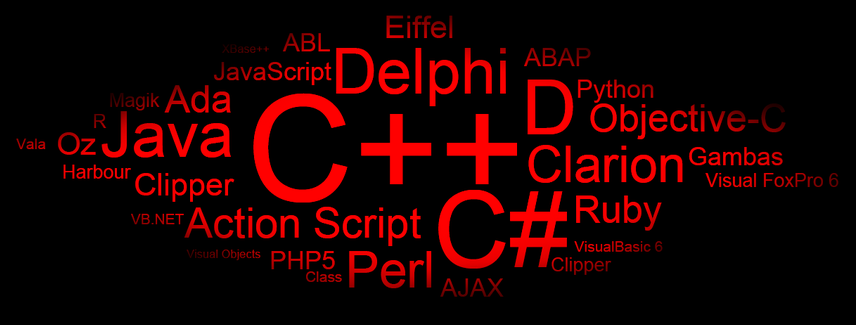 Eiffel
ABL
ABase++
Delphi
ABAP
JavaScript
Python
Magik
Ada
D
Objective-C
R
Java
C++
Vala
Oz
Clarion
Gambas
Harbour
Clipper
Visual FoxPro 6
VB.NET
Action Script
C#
Ruby
Visual Objects
PHP5
VisualBasic 6
Class
Perl
Clipper
AJAX